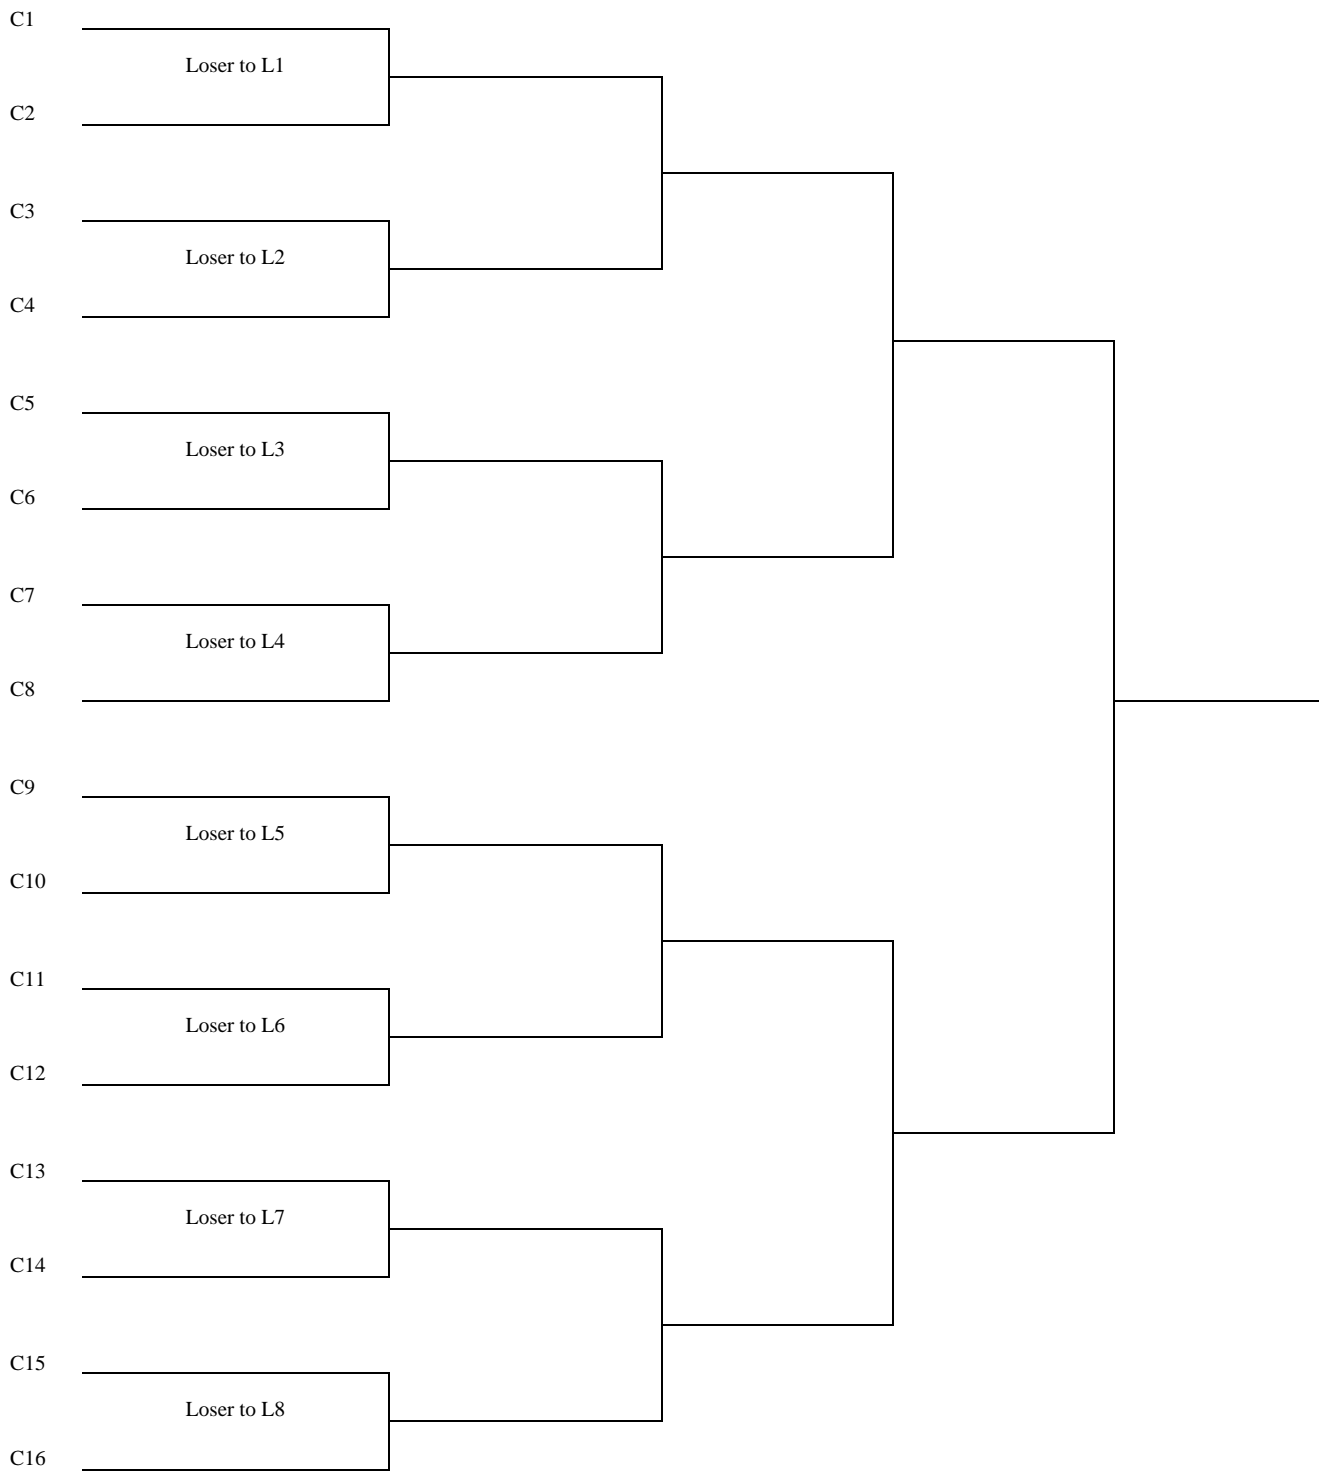 C1
Loser to L1
C2
C3
Loser to L2
C4
C5
Loser to L3
C6
C7
Loser to L4
C8
C9
Loser to L5
C10
C11
Loser to L6
C12
C13
Loser to L7
C14
C15
Loser to L8
C16